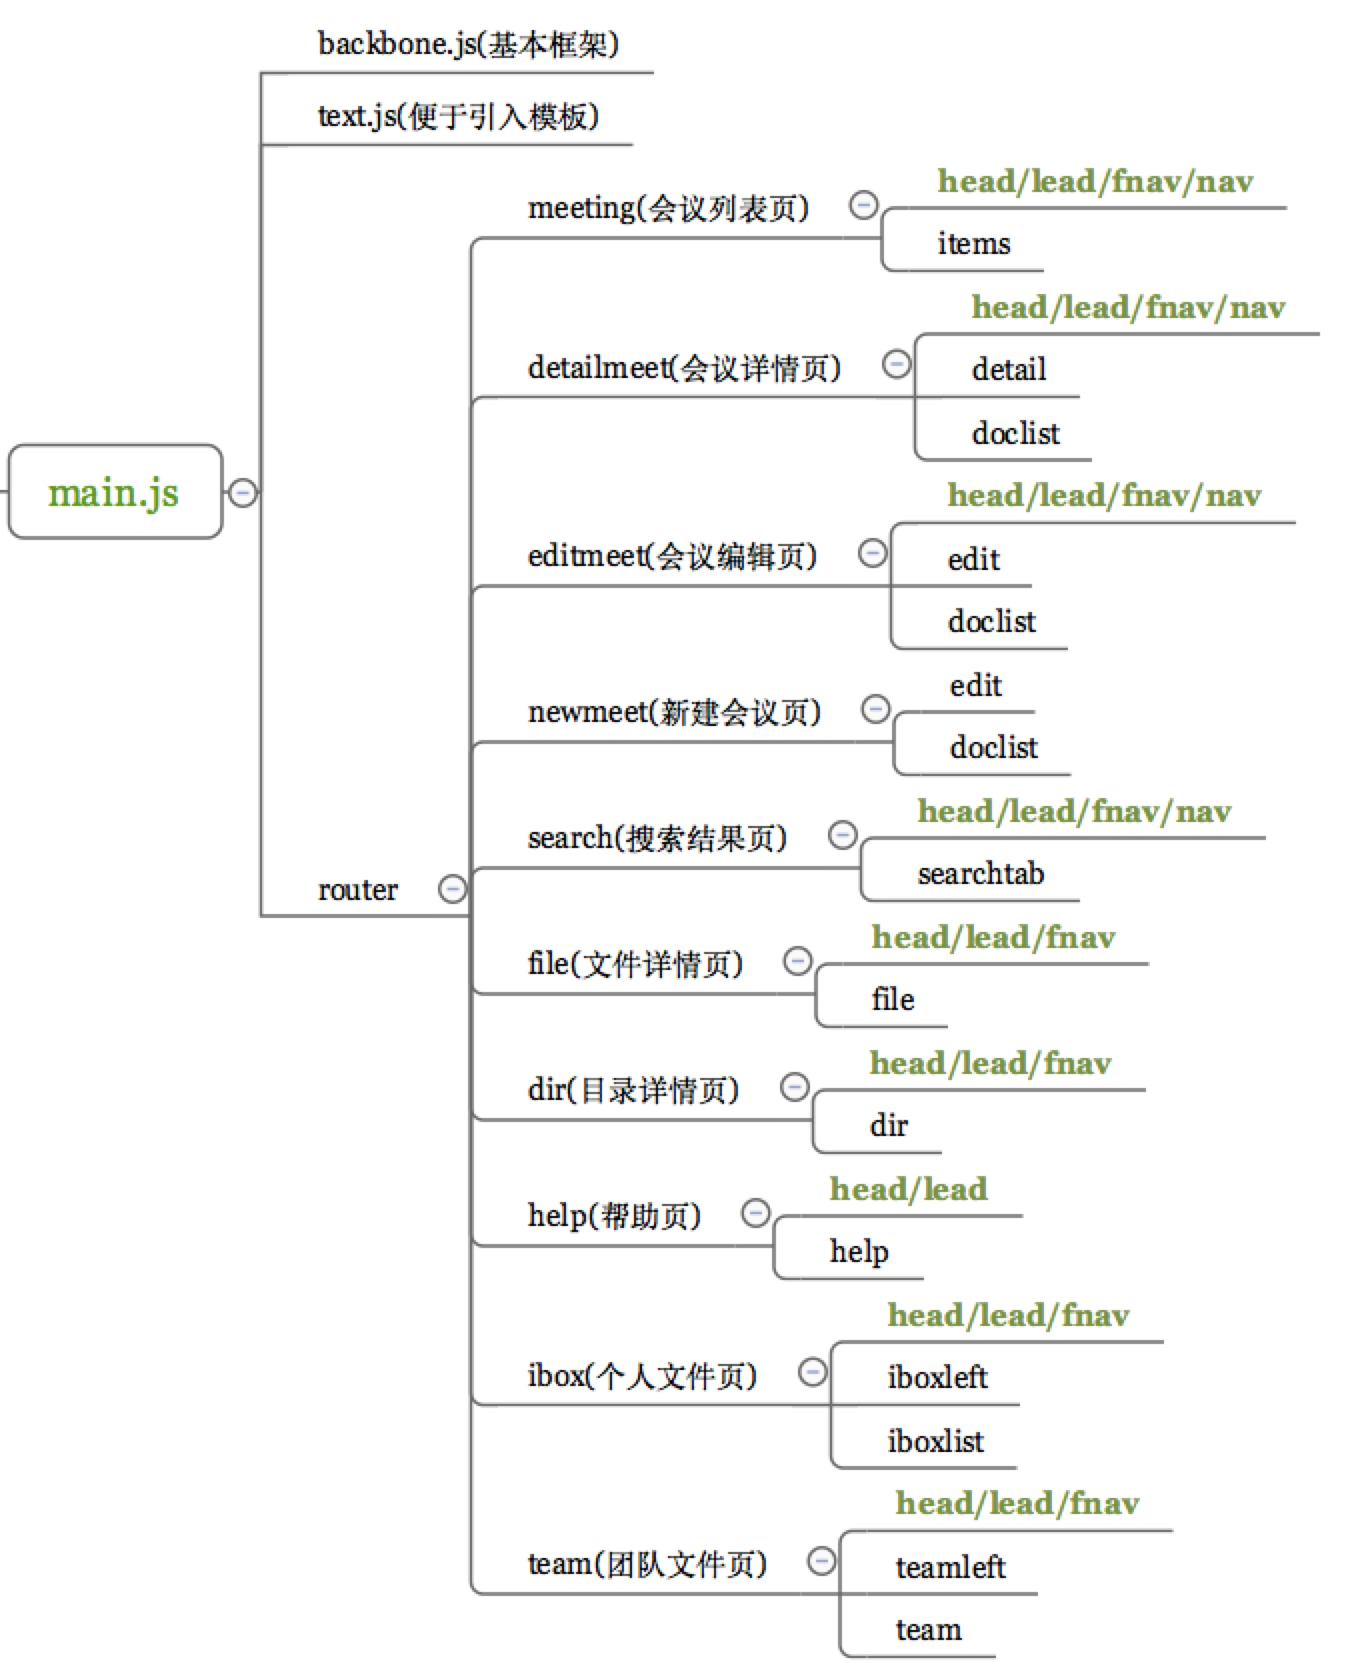 backbone.js(基本框架)
text.js(便于引入模板)
head/lead/fnav/nav
meeting(会议列表页)
items
head/lead/fnav/nav
detailmeet(会议详情页)
detail
doclist
main.js
head/lead/fnav/nav
editmeet(会议编辑页)
edit
doclist
edit
newmeet(新建会议页)
doclist
head/lead/fnav/nav
search(搜索结果页)
searchtab
router
head/lead/fnav
file(文件详情页)
file
head/lead/fnav
dir(目录详情页)
dir
head/lead
help(帮助页)
help
head/lead/fnav
ibox(个人文件页)
iboxleft
iboxlist
head/lead/fnav
team(团队文件页)
teamleft
team